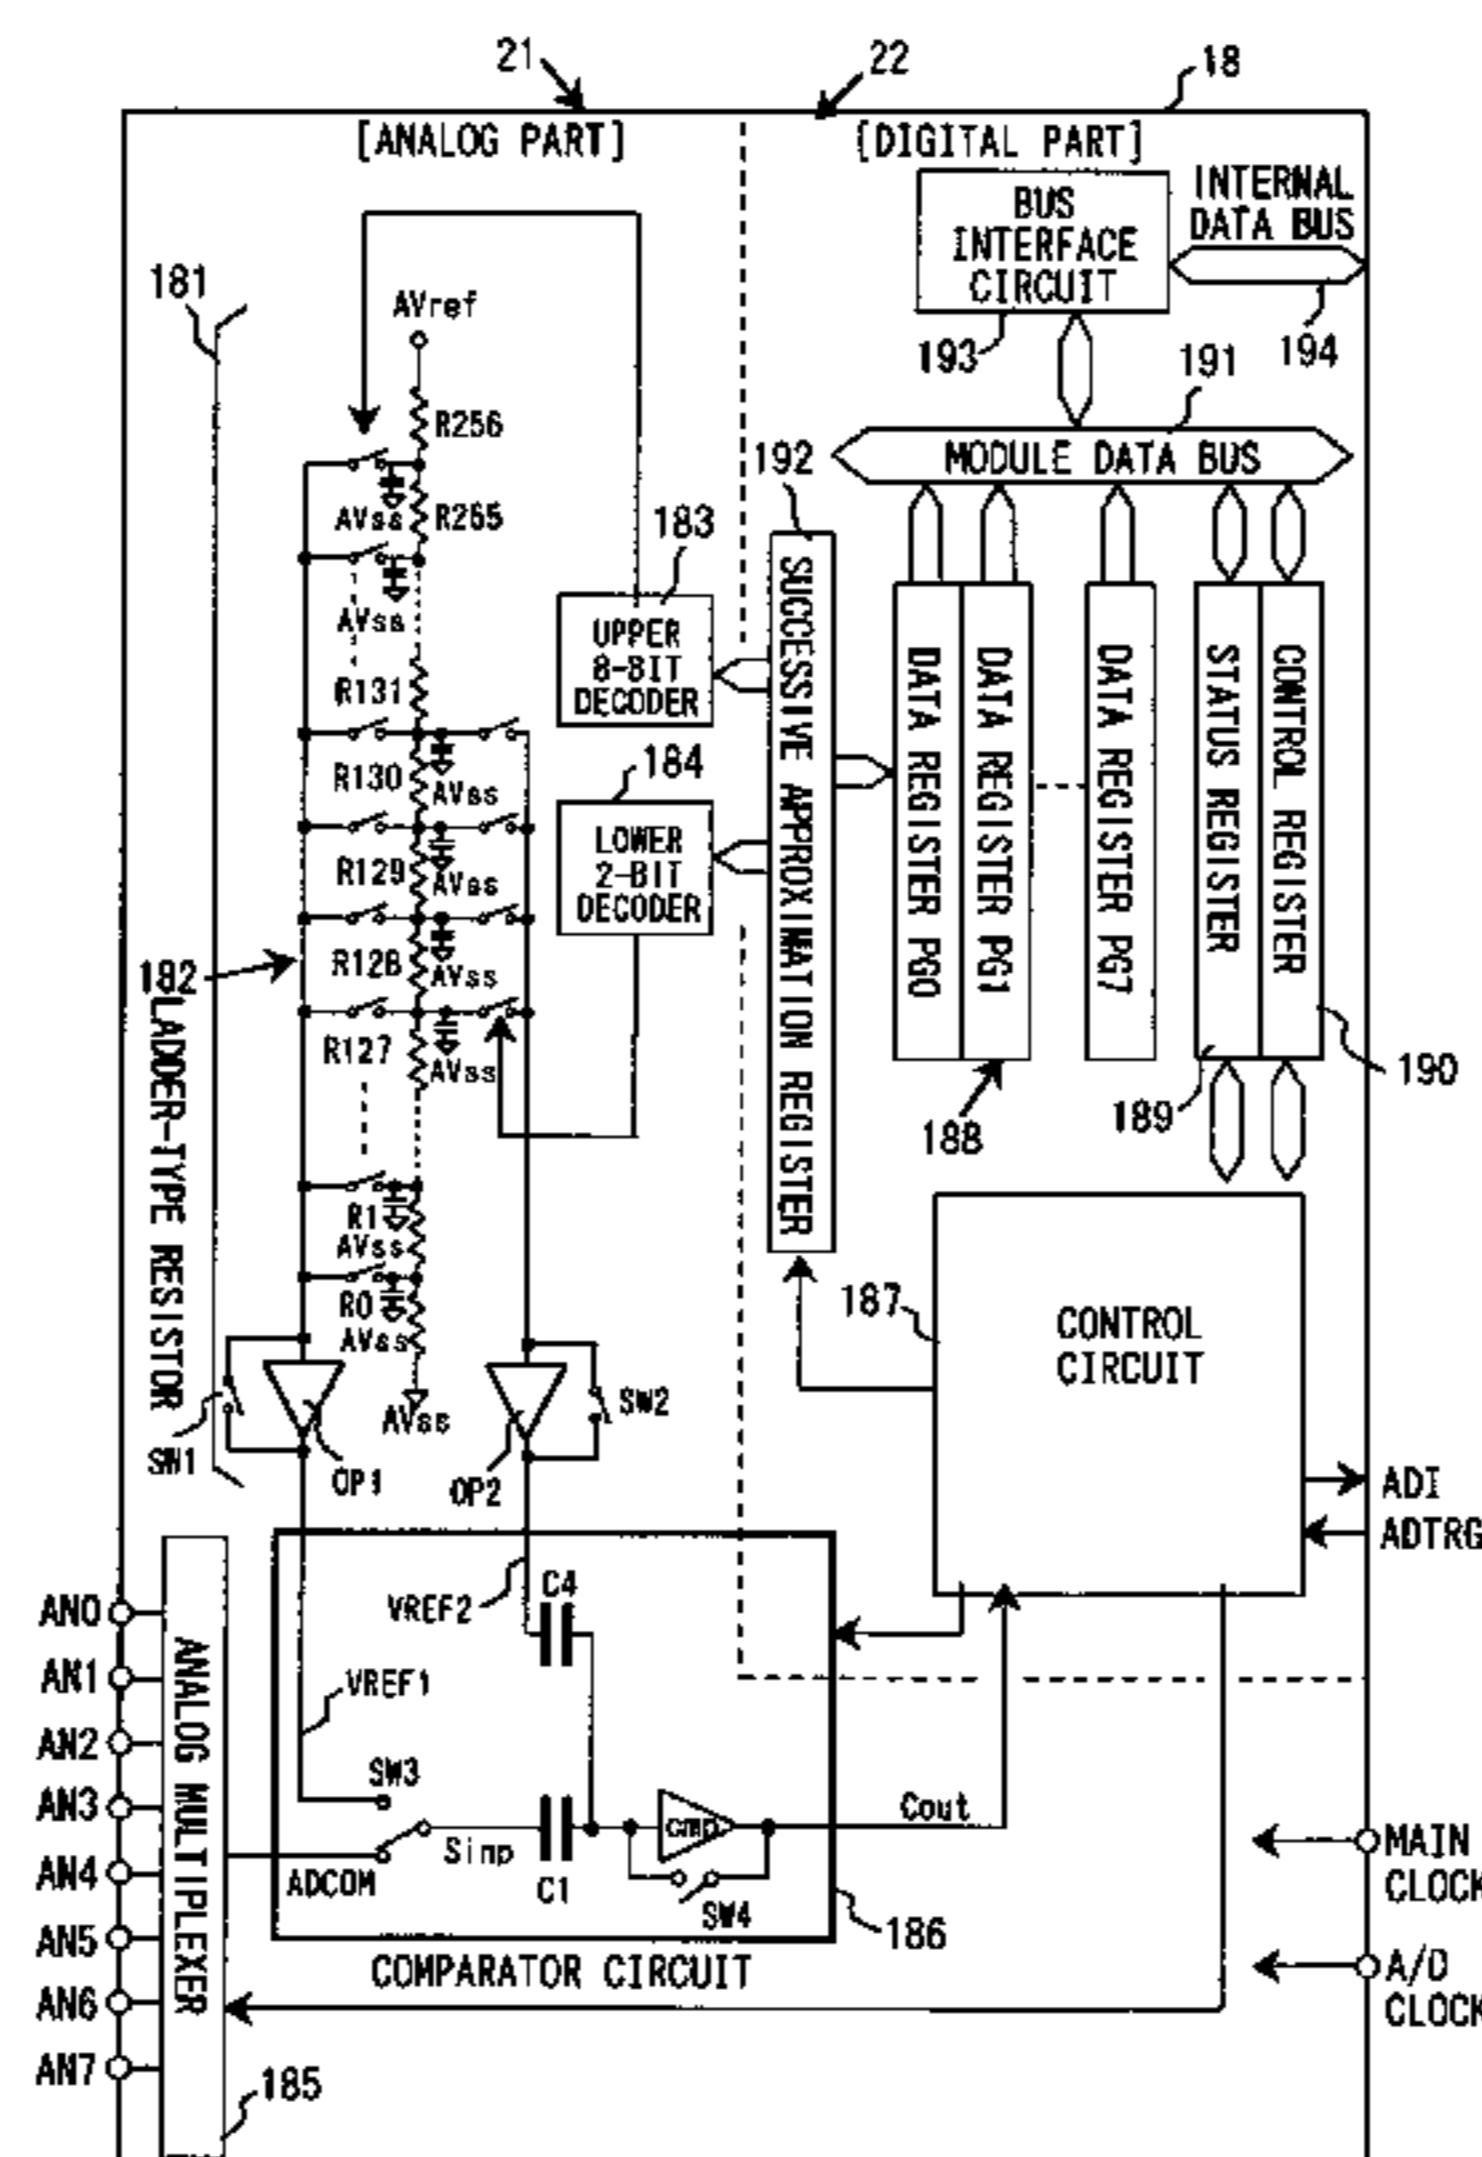 21
22
18
[ANALOG PART]
[DIGITAL PART]
BUS
INTERFACE
CIRCUIT
INTERNAL
DATA BUS
181
AVref
193
194
191
R256
192
MODULE DATA BUS
AVss
R265
183
AVss
UPPER
8-BIT
DECODER
R131
184
R130
AVss
LOWER
2-BIT
DECODER
R129
AVss
182
R128
AVss
R127
AVss
SUCCESSIVE APPROXIMATION REGISTER
DATA REGISTER PG0
DATA REGISTER PG1
DATA REGISTER PG7
STATUS REGISTER
CONTROL REGISTER
190
189
188
LADDER-TYPE RESISTOR
R1
AVss
R0
AVss
187
CONTROL
CIRCUIT
AVss
SW2
SW1
OP1
OP2
ADI
ADTRG
VREF2
C4
AN0
AN1
AN2
AN3
AN4
AN5
AN6
AN7
ANALOG MULTIPLEXER
VREF1
SW3
Sinp
cmp
Cout
ADCOM
C1
SW4
186
MAIN
CLOCK
COMPARATOR CIRCUIT
A/D
CLOCK
185